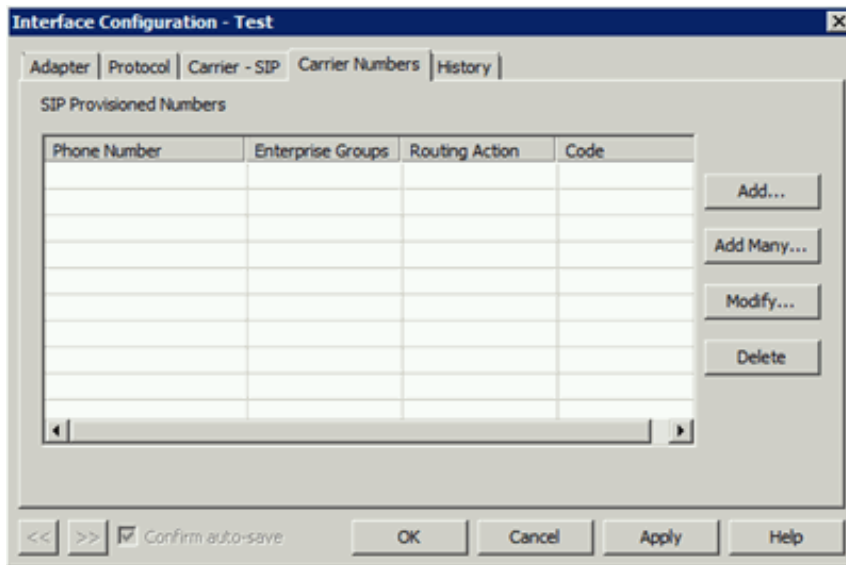 Interface Configuration - Test
Adapter Protocol Carrier - SIP Carrier Numbers History
SIP Provisioned Numbers
Phone Number Enterprise Groups Routing Action Code
Add...
Add Many...
Modify...
Delete
<< >> Confirm auto-save OK Cancel Apply Help